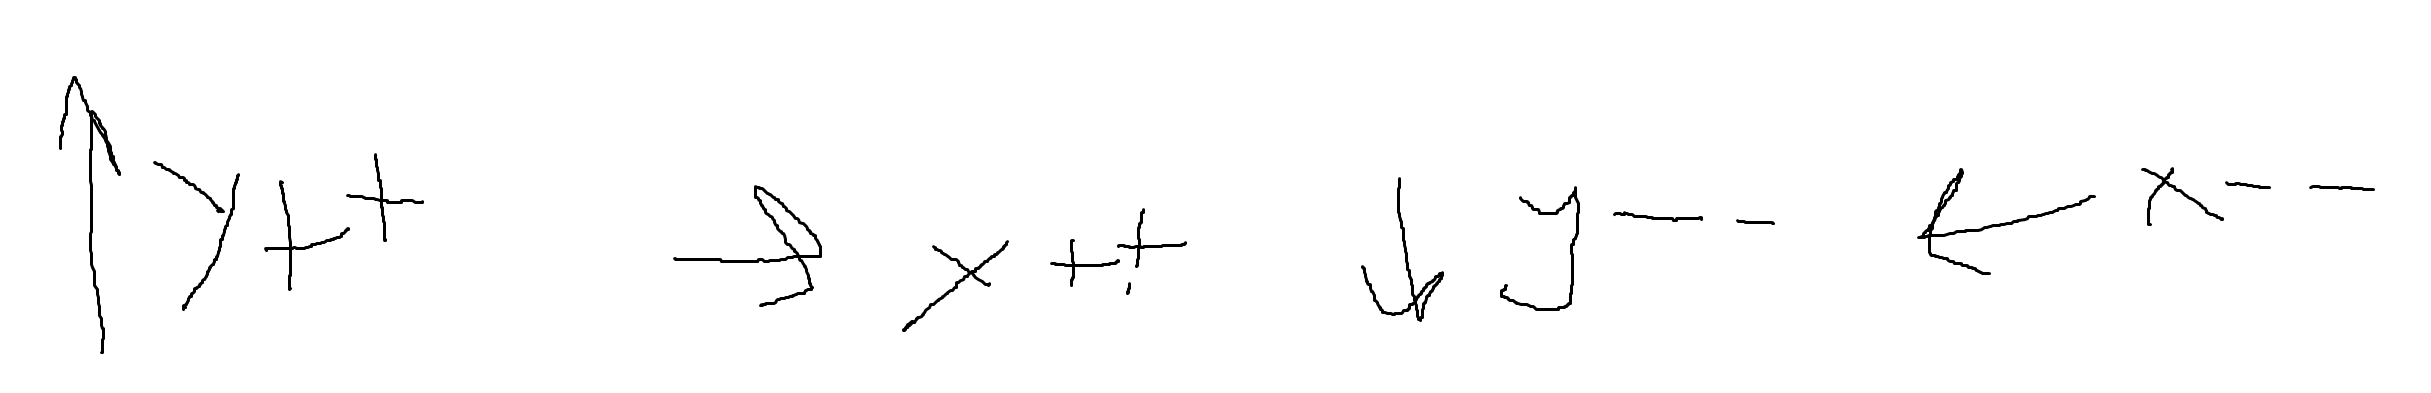 ↑ y++ → x++ ↓ y-- ← x--